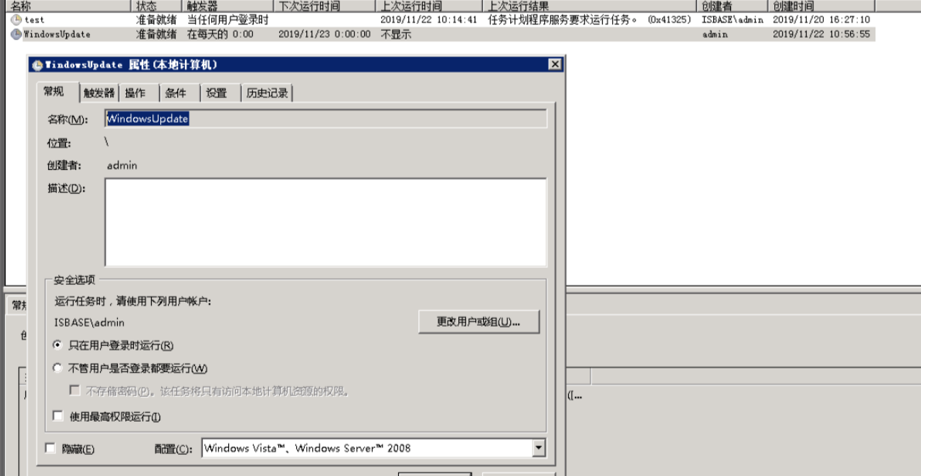 名称 状态 触发器 下次运行时间 上次运行时间 上次运行结果 创建者 创建时间
test 准备就绪 当任何用户登录时 2019/11/22 10:14:41 任务计划程序服务要求运行任务。 (0x41325) ISBASE\admin 2019/11/20 16:27:10
WindowsUpdate 准备就绪 在每天的 0:00 2019/11/23 0:00:00 不显示 admin 2019/11/22 10:56:55
WindowsUpdate 属性(本地计算机)
常规 触发器 操作 条件 设置 历史记录
名称(M): WindowsUpdate
位置: \
创建者: admin
描述(D):
安全选项
运行任务时，请使用下列用户帐户:
ISBASE\admin 更改用户或组(U)...
只在用户登录时运行(R)
不管用户是否登录都要运行(W)
不存储密码(P)。该任务将只有访问本地计算机资源的权限。
使用最高权限运行(I)
隐藏(E) 配置(C): Windows Vista™、Windows Server™ 2008